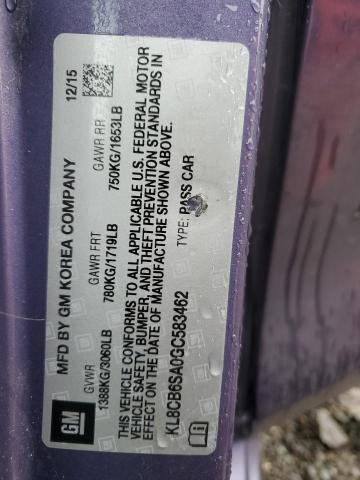 GM
MFD BY GM KOREA COMPANY 12/15
GVWR GAWR FRT GAWR RR
1388KG/3060LB 780KG/1719LB 750KG/1653LB
THIS VEHICLE CONFORMS TO ALL APPLICABLE U.S. FEDERAL MOTOR
VEHICLE SAFETY, BUMPER, AND THEFT PREVENTION STANDARDS IN
EFFECT ON THE DATE OF MANUFACTURE SHOWN ABOVE.
KL8CB6SA0GC583462 TYPE: PASS CAR